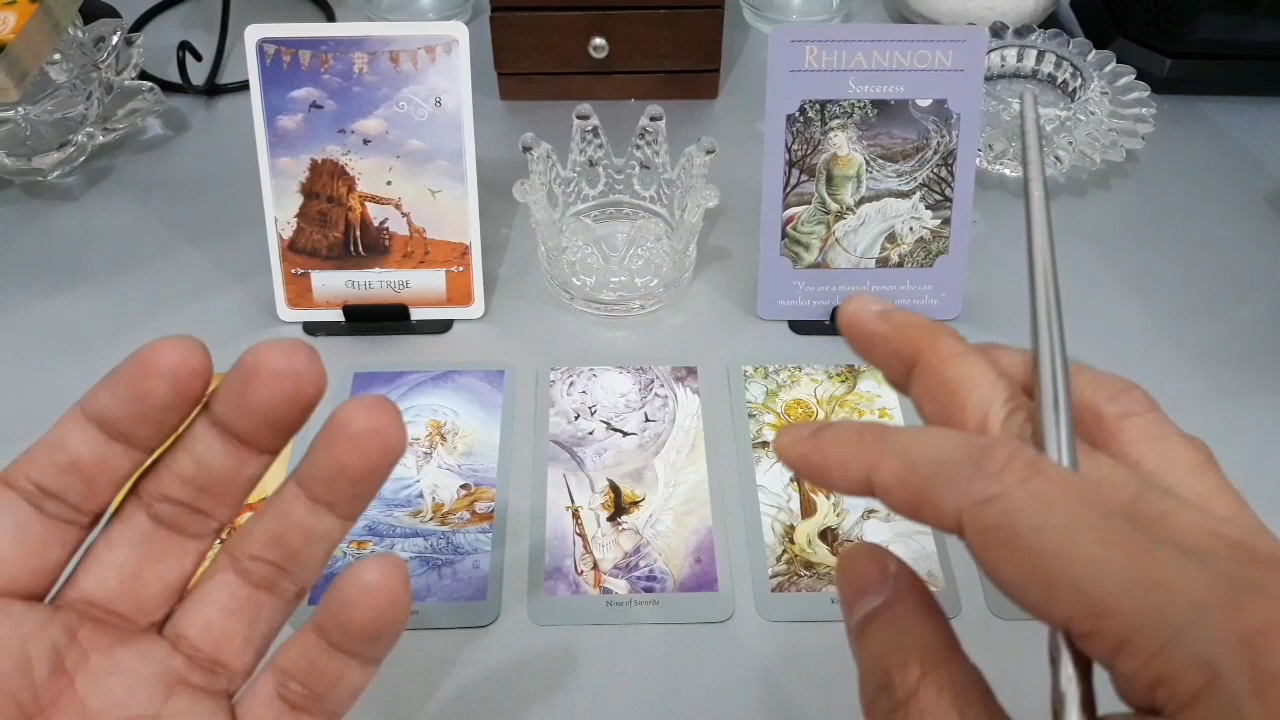 8
THE TRIBE
RHIANNON
Sorceress
"You are a magical person who can
manifest your into reality."
Nine of Swords